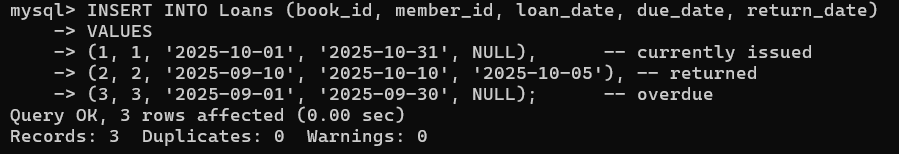 mysql> INSERT INTO Loans (book_id, member_id, loan_date, due_date, return_date)
    -> VALUES
    -> (1, 1, '2025-10-01', '2025-10-31', NULL),      -- currently issued
    -> (2, 2, '2025-09-10', '2025-10-10', '2025-10-05'), -- returned
    -> (3, 3, '2025-09-01', '2025-09-30', NULL);      -- overdue
Query OK, 3 rows affected (0.00 sec)
Records: 3  Duplicates: 0  Warnings: 0